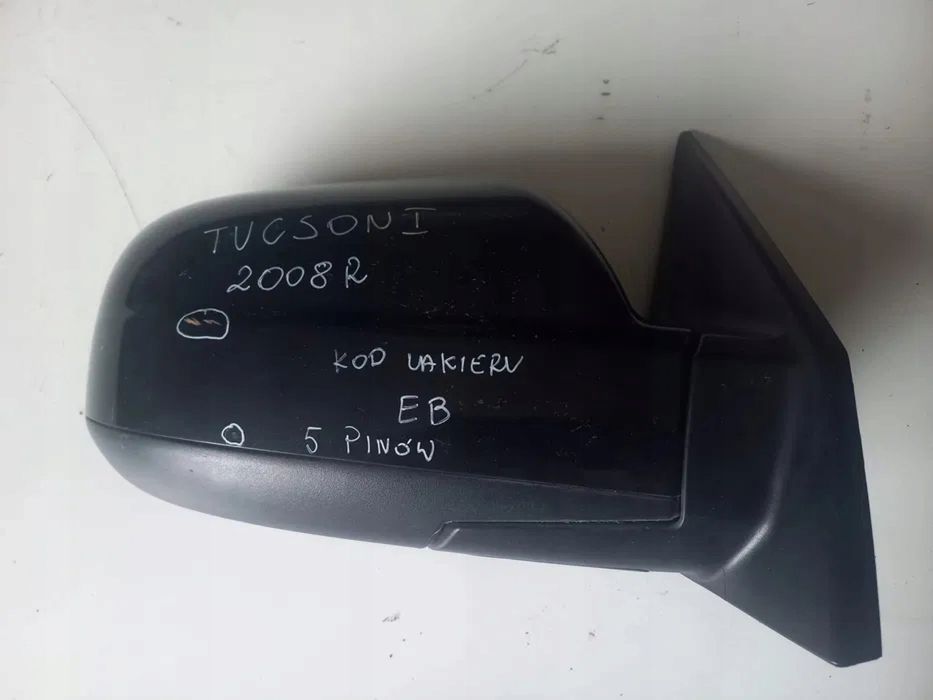 TUCSON I
2008R
KOD LAKIERU
EB
5 PINÓW